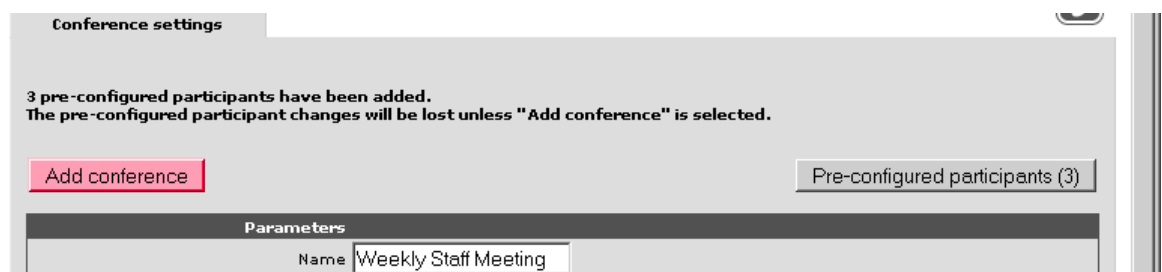 Conference settings
3 pre-configured participants have been added.
The pre-configured participant changes will be lost unless "Add conference" is selected.
Add conference
Pre-configured participants (3)
Parameters
Name Weekly Staff Meeting